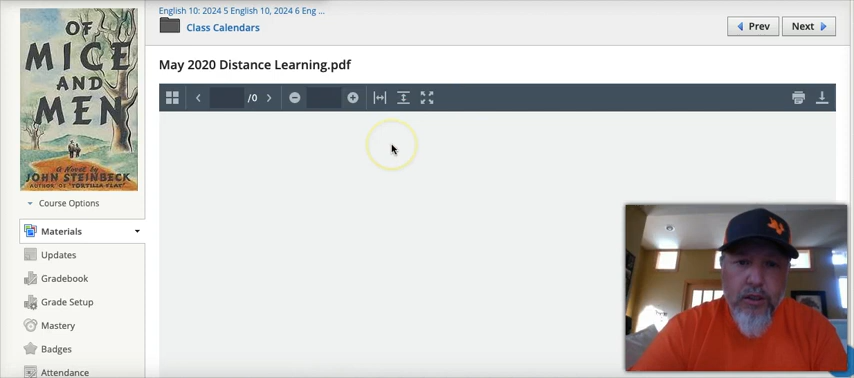 English 10: 2024 5 English 10, 2024 6 Eng ...
Class Calendars
Prev
Next
May 2020 Distance Learning.pdf
/0
OF
MICE
AND
MEN
A Novel by
JOHN STEINBECK
AUTHOR OF "TORTILLA FLAT"
Course Options
Materials
Updates
Gradebook
Grade Setup
Mastery
Badges
Attendance